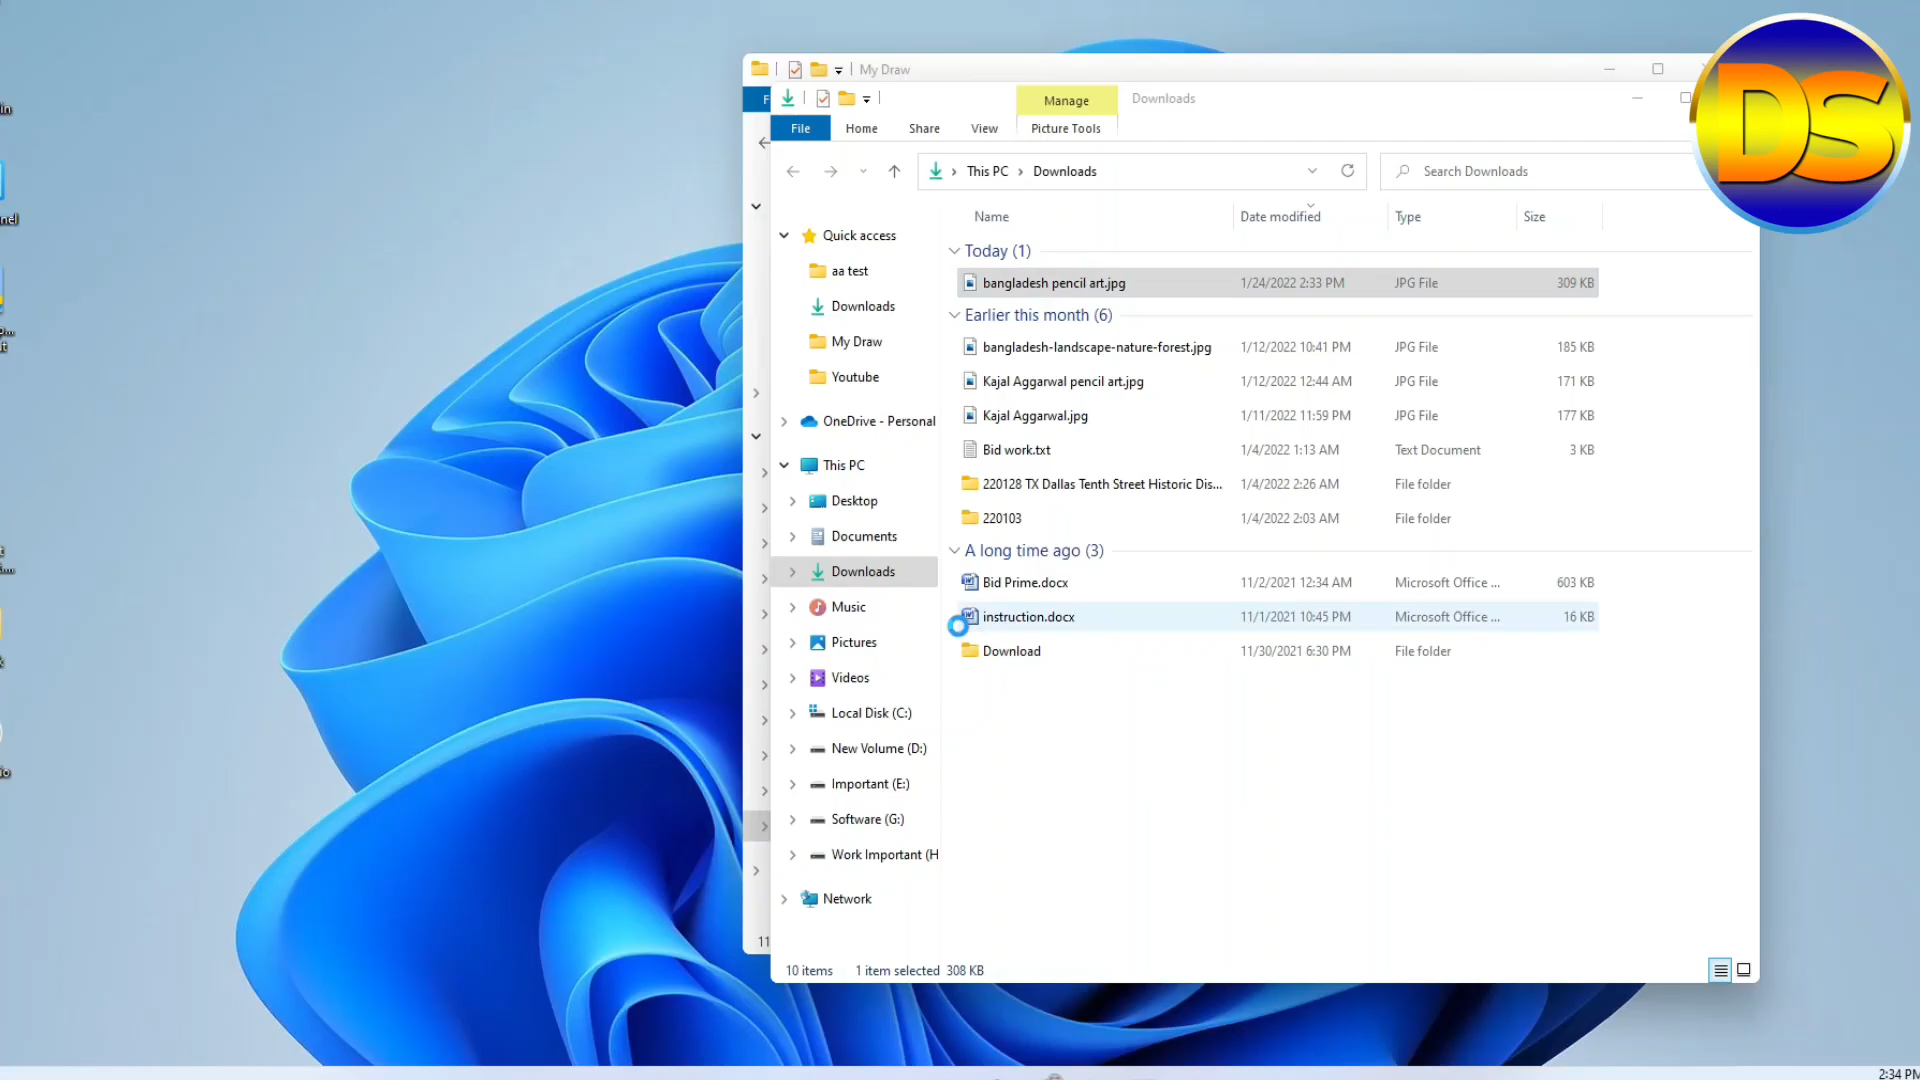 My Draw
F
Manage
Downloads
File
Home
Share
View
Picture Tools
This PC
Downloads
Search Downloads
DS
Name
Date modified
Type
Size
Quick access
aa test
Downloads
My Draw
Youtube
OneDrive - Personal
This PC
Desktop
Documents
Downloads
Music
Pictures
Videos
Local Disk (C:)
New Volume (D:)
Important (E:)
Software (G:)
Work Important (H
Network
Today (1)
bangladesh pencil art.jpg 1/24/2022 2:33 PM JPG File 309 KB
Earlier this month (6)
bangladesh-landscape-nature-forest.jpg 1/12/2022 10:41 PM JPG File 185 KB
Kajal Aggarwal pencil art.jpg 1/12/2022 12:44 AM JPG File 171 KB
Kajal Aggarwal.jpg 1/11/2022 11:59 PM JPG File 177 KB
Bid work.txt 1/4/2022 1:13 AM Text Document 3 KB
220128 TX Dallas Tenth Street Historic Dis... 1/4/2022 2:26 AM File folder
220103 1/4/2022 2:03 AM File folder
A long time ago (3)
Bid Prime.docx 11/2/2021 12:34 AM Microsoft Office ... 603 KB
instruction.docx 11/1/2021 10:45 PM Microsoft Office ... 16 KB
Download 11/30/2021 6:30 PM File folder
11
10 items 1 item selected 308 KB
2:34 PM